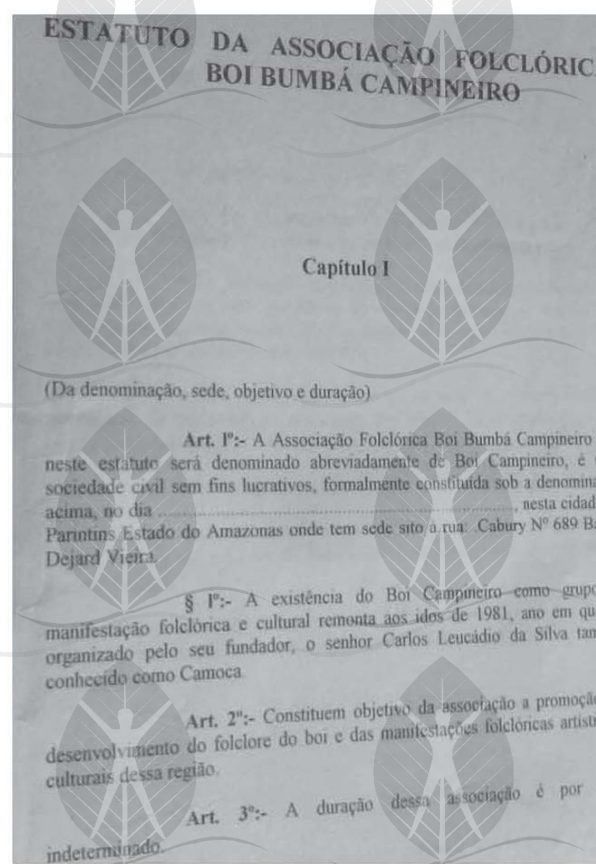 ESTATUTO DA ASSOCIAÇÃO FOLCLÓRIC
BOI BUMBÁ CAMPINEIRO
Capítulo I
(Da denominação, sede, objetivo e duração)
Art. 1º:- A Associação Folclórica Boi Bumbá Campineiro
neste estatuto será denominado abreviadamente de Boi Campineiro, é
sociedade civil sem fins lucrativos, formalmente constituída sob a denomina
acima, no dia ......................................................................, nesta cidad
Parintins Estado do Amazonas onde tem sede sito a rua: Cabury Nº 689 Ba
Dejard Vieira.
§ 1º:- A existência do Boi Campineiro como grupo
manifestação folclórica e cultural remonta aos idos de 1981, ano em qu
organizado pelo seu fundador, o senhor Carlos Leucádio da Silva tam
conhecido como Camoca.
Art. 2º:- Constituem objetivo da associação a promoção
desenvolvimento do folclore do boi e das manifestações folclóricas artíst
culturais dessa região.
Art. 3º:- A duração dessa associação é por
indeterminado.